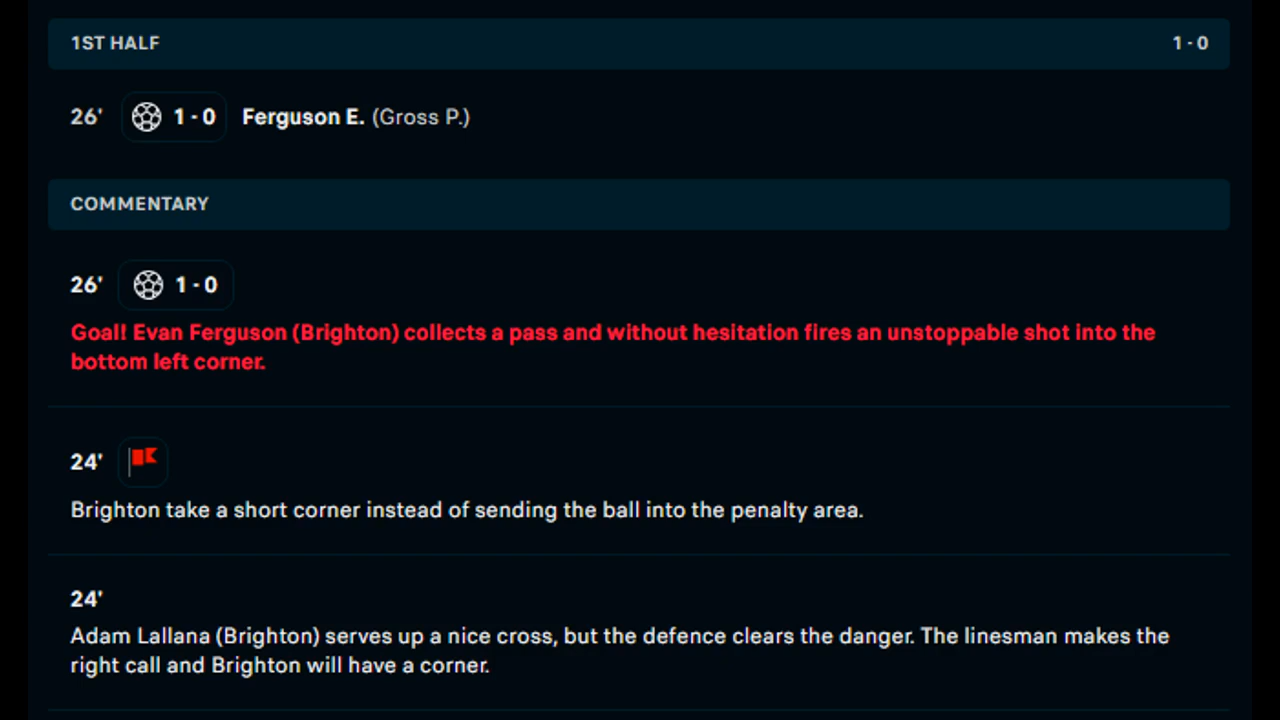 1ST HALF 1 - 0
26' 1 - 0 Ferguson E. (Gross P.)
COMMENTARY
26' 1 - 0
Goal! Evan Ferguson (Brighton) collects a pass and without hesitation fires an unstoppable shot into the
bottom left corner.
24'
Brighton take a short corner instead of sending the ball into the penalty area.
24'
Adam Lallana (Brighton) serves up a nice cross, but the defence clears the danger. The linesman makes the
right call and Brighton will have a corner.